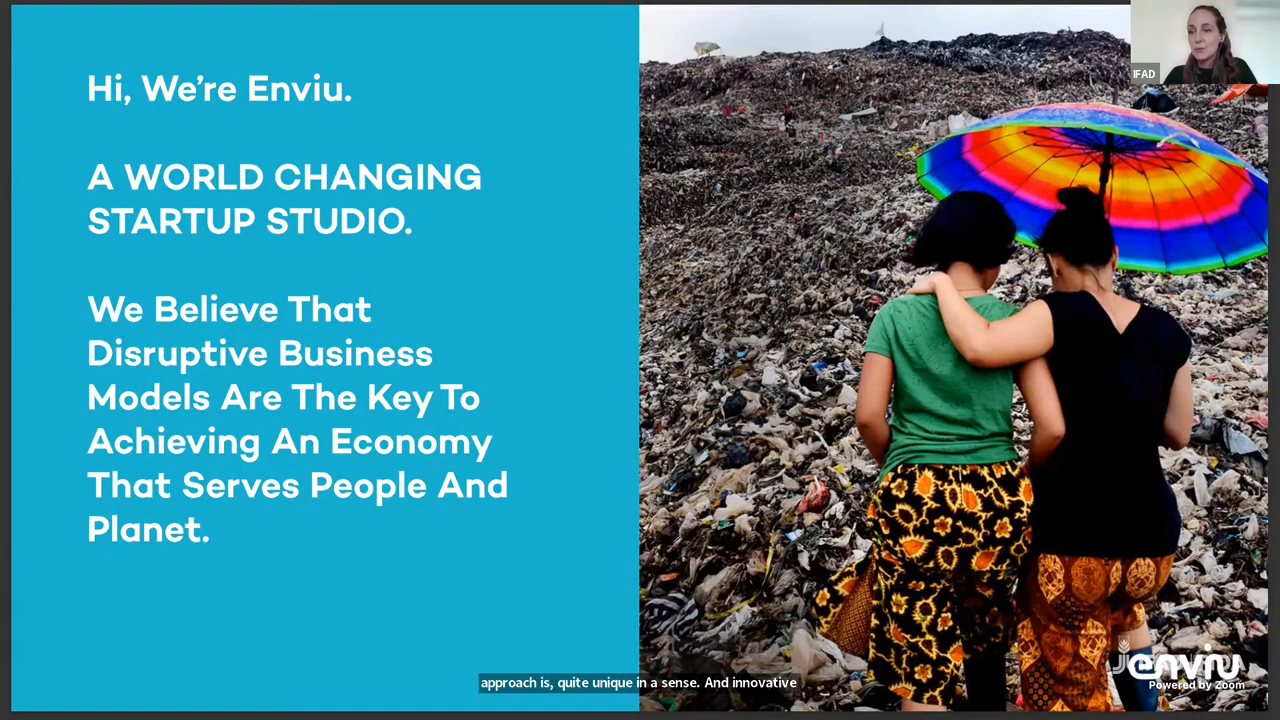 Hi, We're Enviu.
A WORLD CHANGING
STARTUP STUDIO.
We Believe That
Disruptive Business
Models Are The Key To
Achieving An Economy
That Serves People And
Planet.
IFAD
enviu
Powered by Zoom
approach is, quite unique in a sense. And innovative